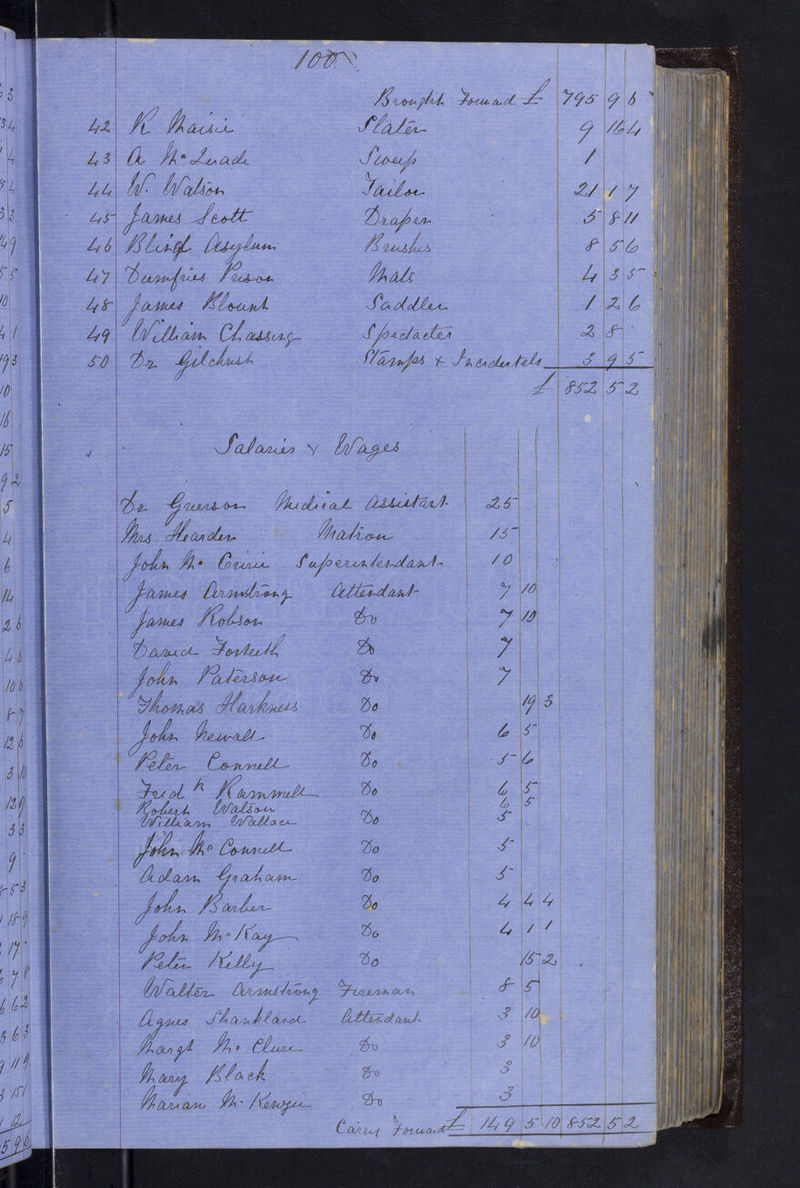 100
Brought Forward £ 795 9 6
42 R Maisie Slater 9 16 4
43 A McQuade Sweep 1
44 W. Watson Tailor 21 1 7
45 James Scott Draper 5 8 11
46 Blind Asylum Brushes 8 5 6
47 Dumfries Prison Mats 4 3 5
48 James Blount Saddler 1 2 6
49 William Chassing Spectacles 2 8
50 Dr Gilchrist Stamps & Incidentals 3 9 5
£ 852 5 2
Salaries & Wages
Dr Grierson Medical Assistant 25
Mrs Hearden Matron 15
John McCririe Superintendant 10
James Armstrong Attendant 7 10
James Robson Do 7 10
David Forteith Do 7
John Paterson Do 7
Thomas Harkness Do 19 3
John Newall Do 6 5
Peter Connell Do 5 6
Fredk Rammell Do 6 5
Robert Watson 6 5
William Wallace Do 5
John McConnell Do 5
Adam Graham Do 5
John Barber Do 4 4 4
John McKay Do 4 1 1
Peter Kelly Do 15 2
Walter Armstrong Fireman 8 5
Agnes Shankland Attendant 3 10
Margt McClure Do 3 10
Mary Black Do 3
Marian McKenzie Do 3
Carry Forward £ 149 5 10 852 5 2